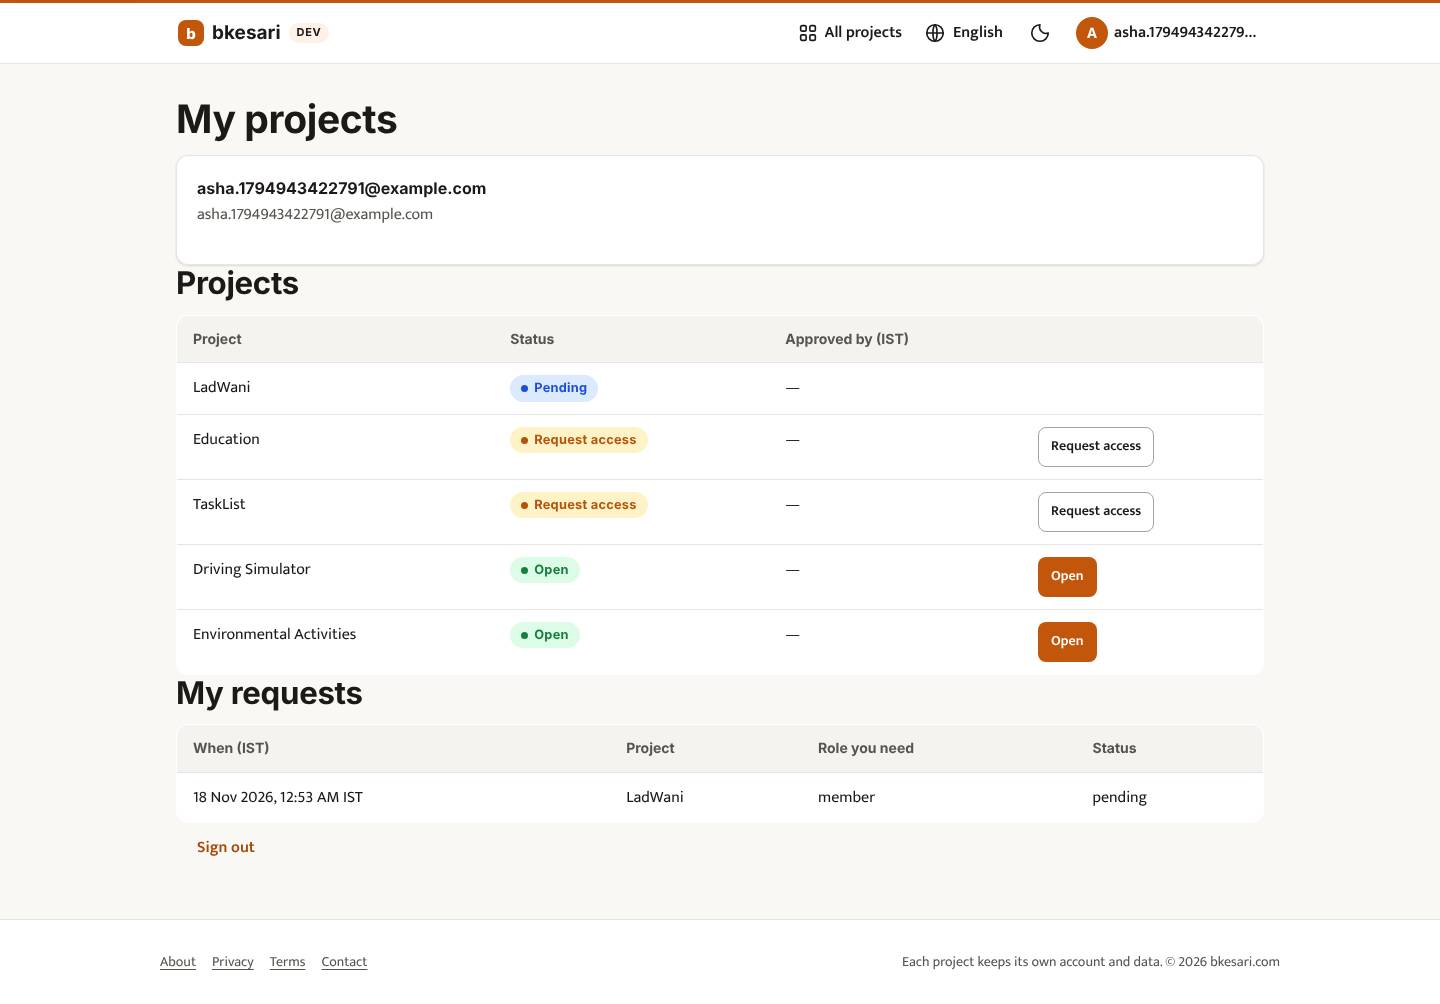 b bkesari DEV All projects English A asha.179494342279...
My projects
asha.1794943422791@example.com
asha.1794943422791@example.com
Projects
Project Status Approved by (IST)
LadWani Pending —
Education Request access — Request access
TaskList Request access — Request access
Driving Simulator Open — Open
Environmental Activities Open — Open
My requests
When (IST) Project Role you need Status
18 Nov 2026, 12:53 AM IST LadWani member pending
Sign out
About Privacy Terms Contact Each project keeps its own account and data. © 2026 bkesari.com